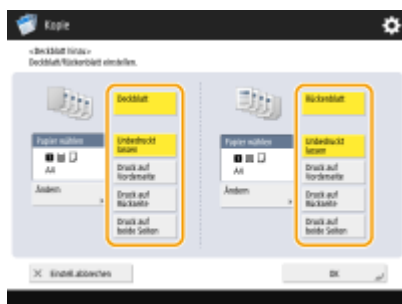 Kopie
<Deckblatt hinzu>
Deckblatt/Rückenblatt einstellen.
Deckblatt
Papier wählen
A4
Ändern
Unbedruckt
lassen
Druck auf
Vorderseite
Druck auf
Rückseite
Druck auf
beide Seiten
Rückenblatt
Papier wählen
A4
Ändern
Unbedruckt
lassen
Druck auf
Vorderseite
Druck auf
Rückseite
Druck auf
beide Seiten
Einstell. abbrechen
OK